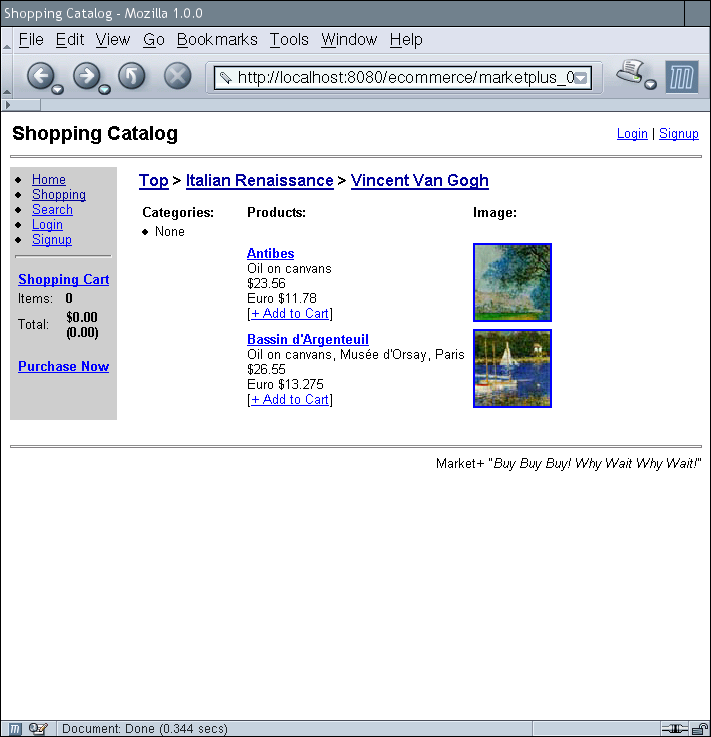 Shopping Catalog - Mozilla 1.0.0
File Edit View Go Bookmarks Tools Window Help
http://localhost:8080/ecommerce/marketplus_0
Shopping Catalog
Login | Signup
Home
Shopping
Search
Login
Signup
Shopping Cart
Items: 0
Total: $0.00
(0.00)
Purchase Now
Top > Italian Renaissance > Vincent Van Gogh
Categories: Products: Image:
None
Antibes
Oil on canvans
$23.56
Euro $11.78
[+ Add to Cart]
Bassin d'Argenteuil
Oil on canvans, Musée d'Orsay, Paris
$26.55
Euro $13.275
[+ Add to Cart]
Market+ "Buy Buy Buy! Why Wait Why Wait!"
Document: Done (0.344 secs)